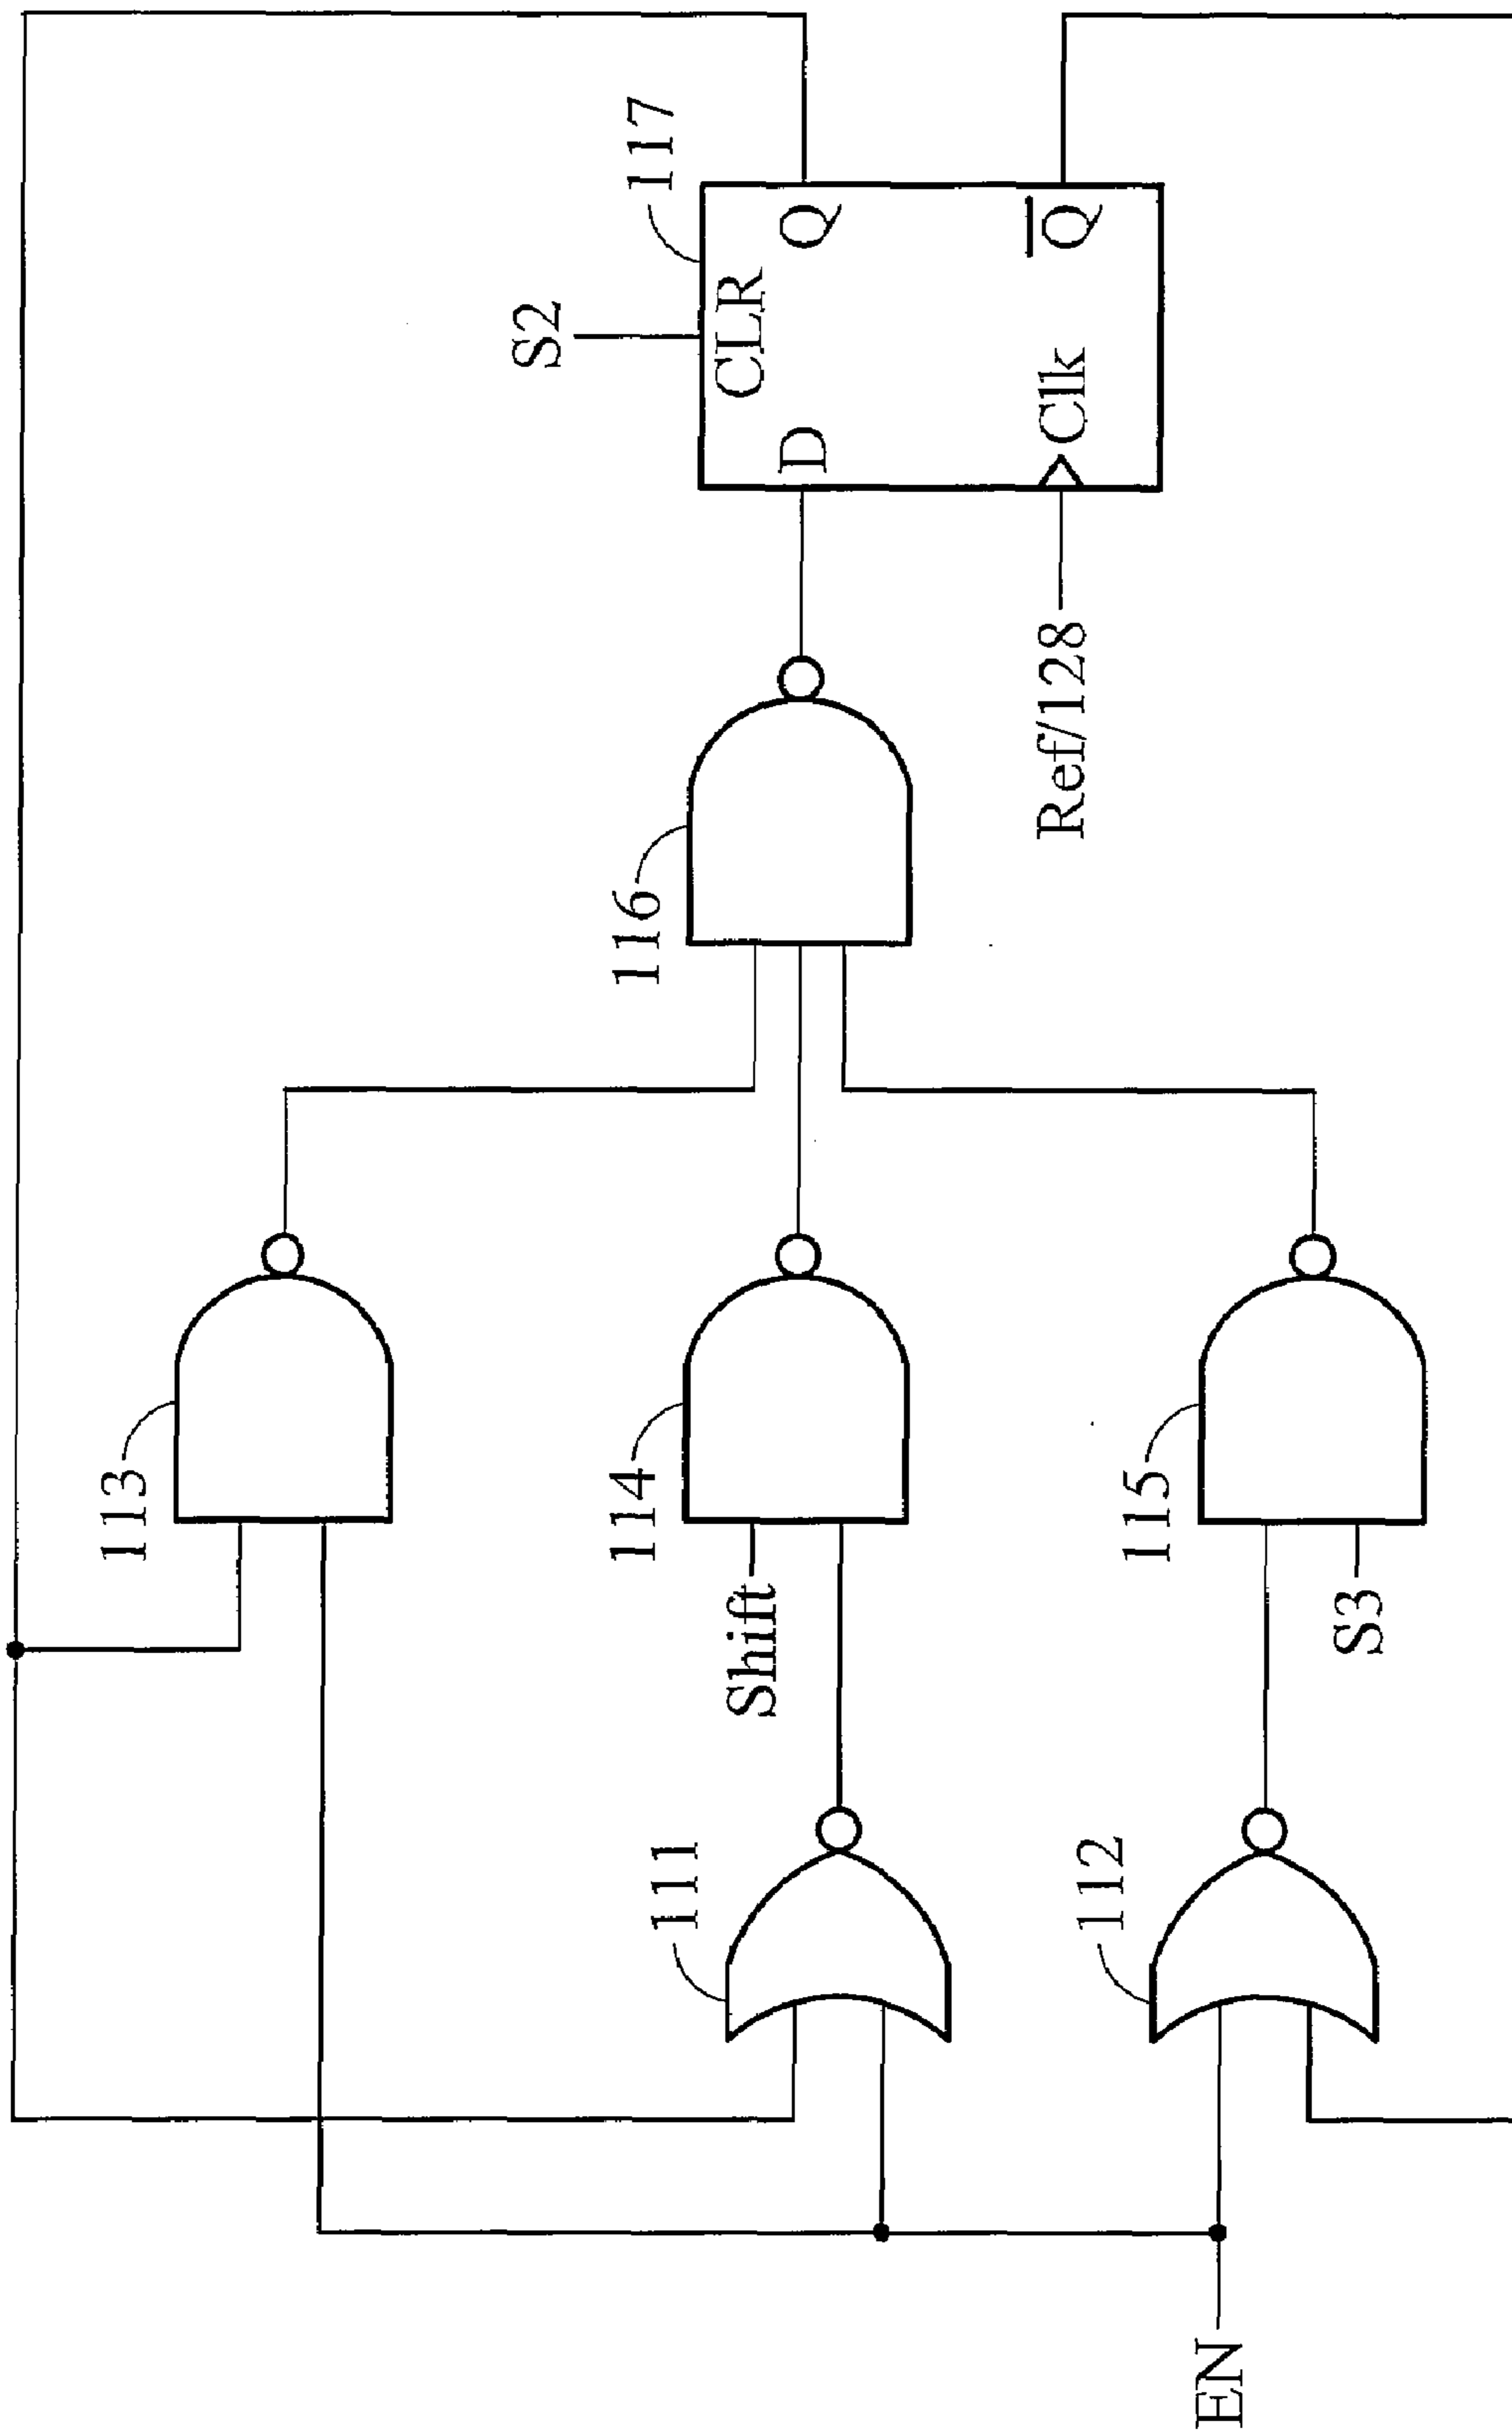 EN
111
112
113
Shift
114
115
S3
116
Ref/128
S2
117
CLR
D
Q
Clk
Q̅